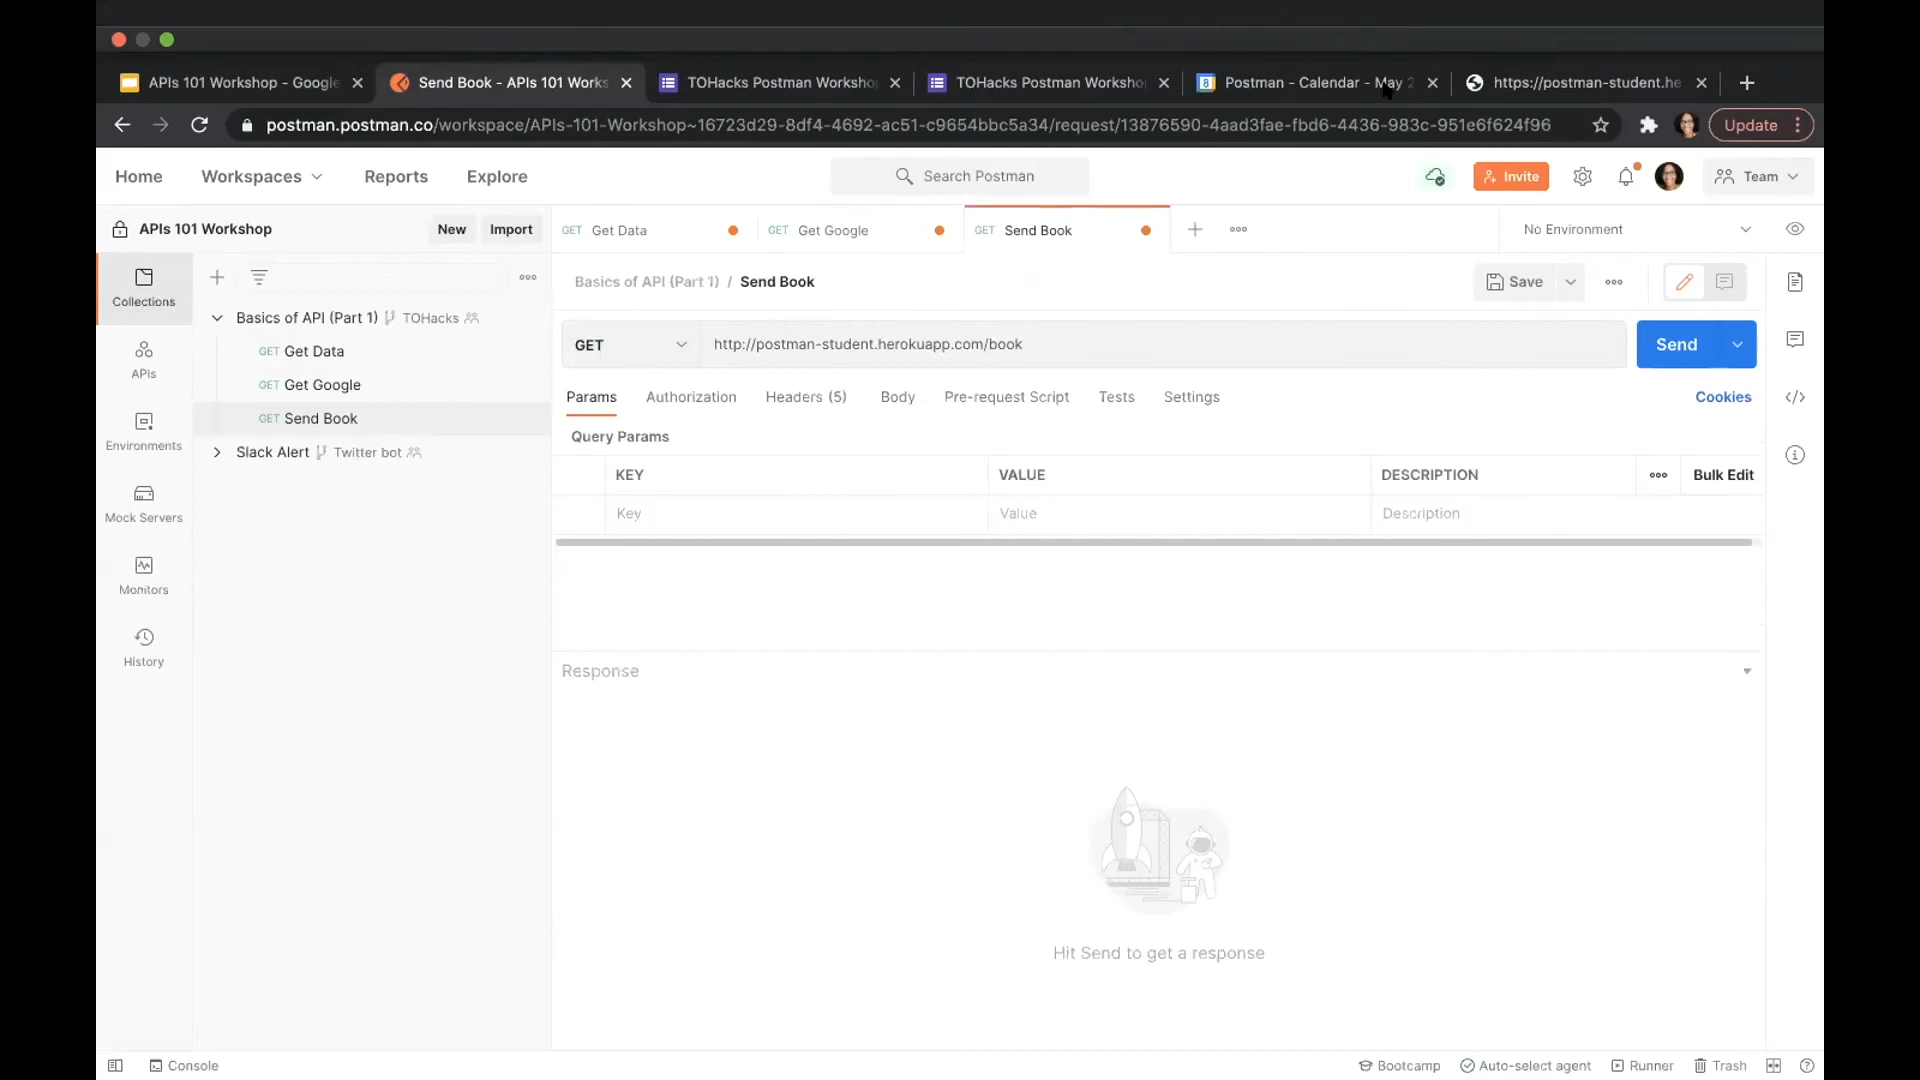 APIs 101 Workshop - Google
Send Book - APIs 101 Works
TOHacks Postman Workshop
TOHacks Postman Workshop
Postman - Calendar - May 2
https://postman-student.he
postman.postman.co/workspace/APIs-101-Workshop~16723d29-8df4-4692-ac51-c9654bbc5a34/request/13876590-4aad3fae-fbd6-4436-983c-951e6f624f96
Update
Home
Workspaces
Reports
Explore
Search Postman
Invite
Team
APIs 101 Workshop
New
Import
GET Get Data
GET Get Google
GET Send Book
No Environment
Collections
APIs
Environments
Mock Servers
Monitors
History
Basics of API (Part 1) TOHacks
GET Get Data
GET Get Google
GET Send Book
Slack Alert Twitter bot
Basics of API (Part 1) / Send Book
Save
GET
http://postman-student.herokuapp.com/book
Send
Params
Authorization
Headers (5)
Body
Pre-request Script
Tests
Settings
Cookies
Query Params
KEY
VALUE
DESCRIPTION
Bulk Edit
Key
Value
Description
Response
Hit Send to get a response
Console
Bootcamp
Auto-select agent
Runner
Trash